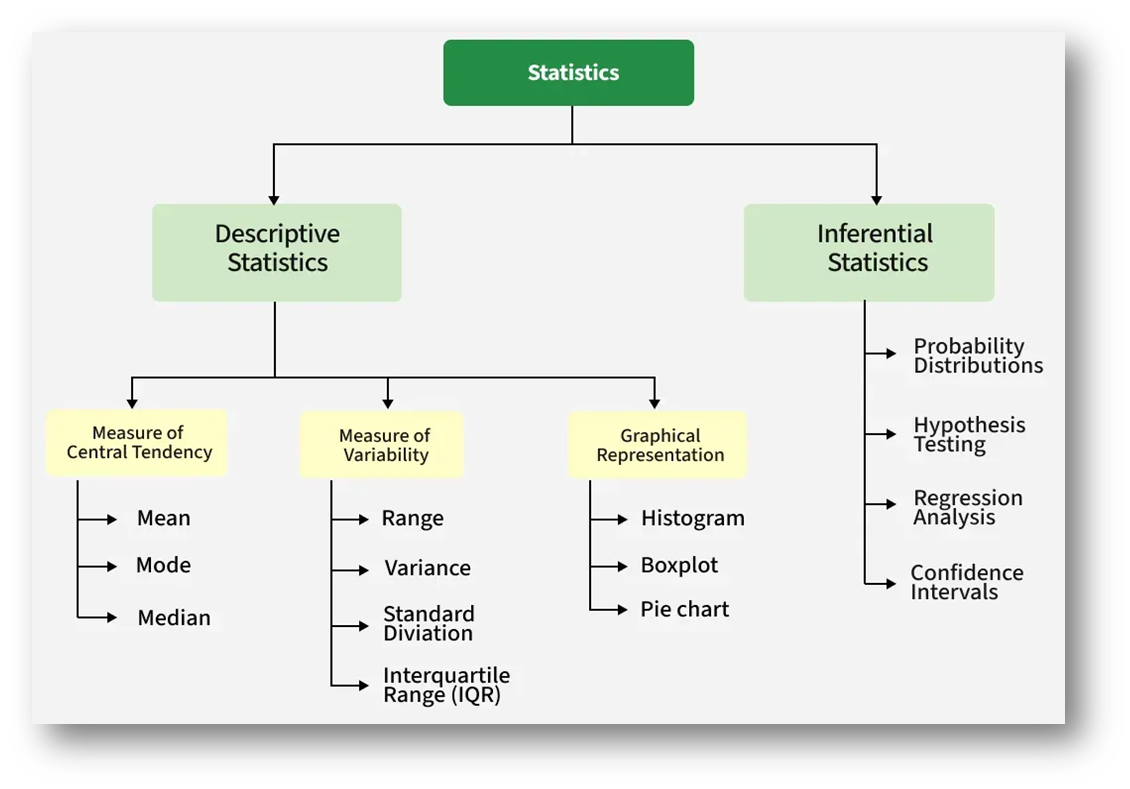 Statistics
Descriptive
Statistics
Inferential
Statistics
Measure of
Central Tendency
Mean
Mode
Median
Measure of
Variability
Range
Variance
Standard
Diviation
Interquartile
Range (IQR)
Graphical
Representation
Histogram
Boxplot
Pie chart
Probability
Distributions
Hypothesis
Testing
Regression
Analysis
Confidence
Intervals